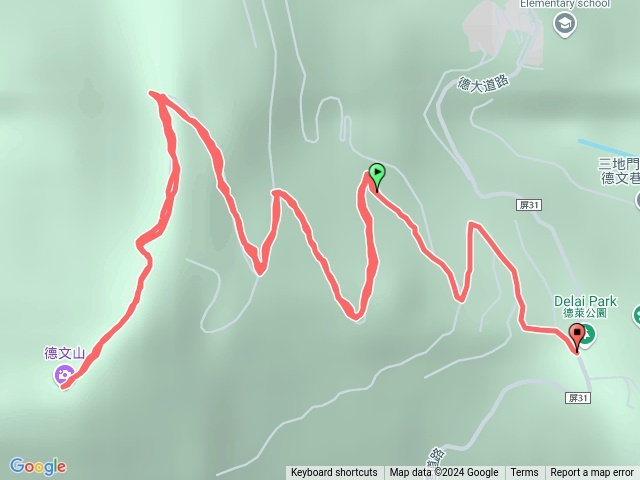 Elementary school
德大道路
三地門
德文巷
屏31
Delai Park
德萊公園
德文山
屏31
道路
Google
Keyboard shortcuts
Map data ©2024 Google
Terms
Report a map error